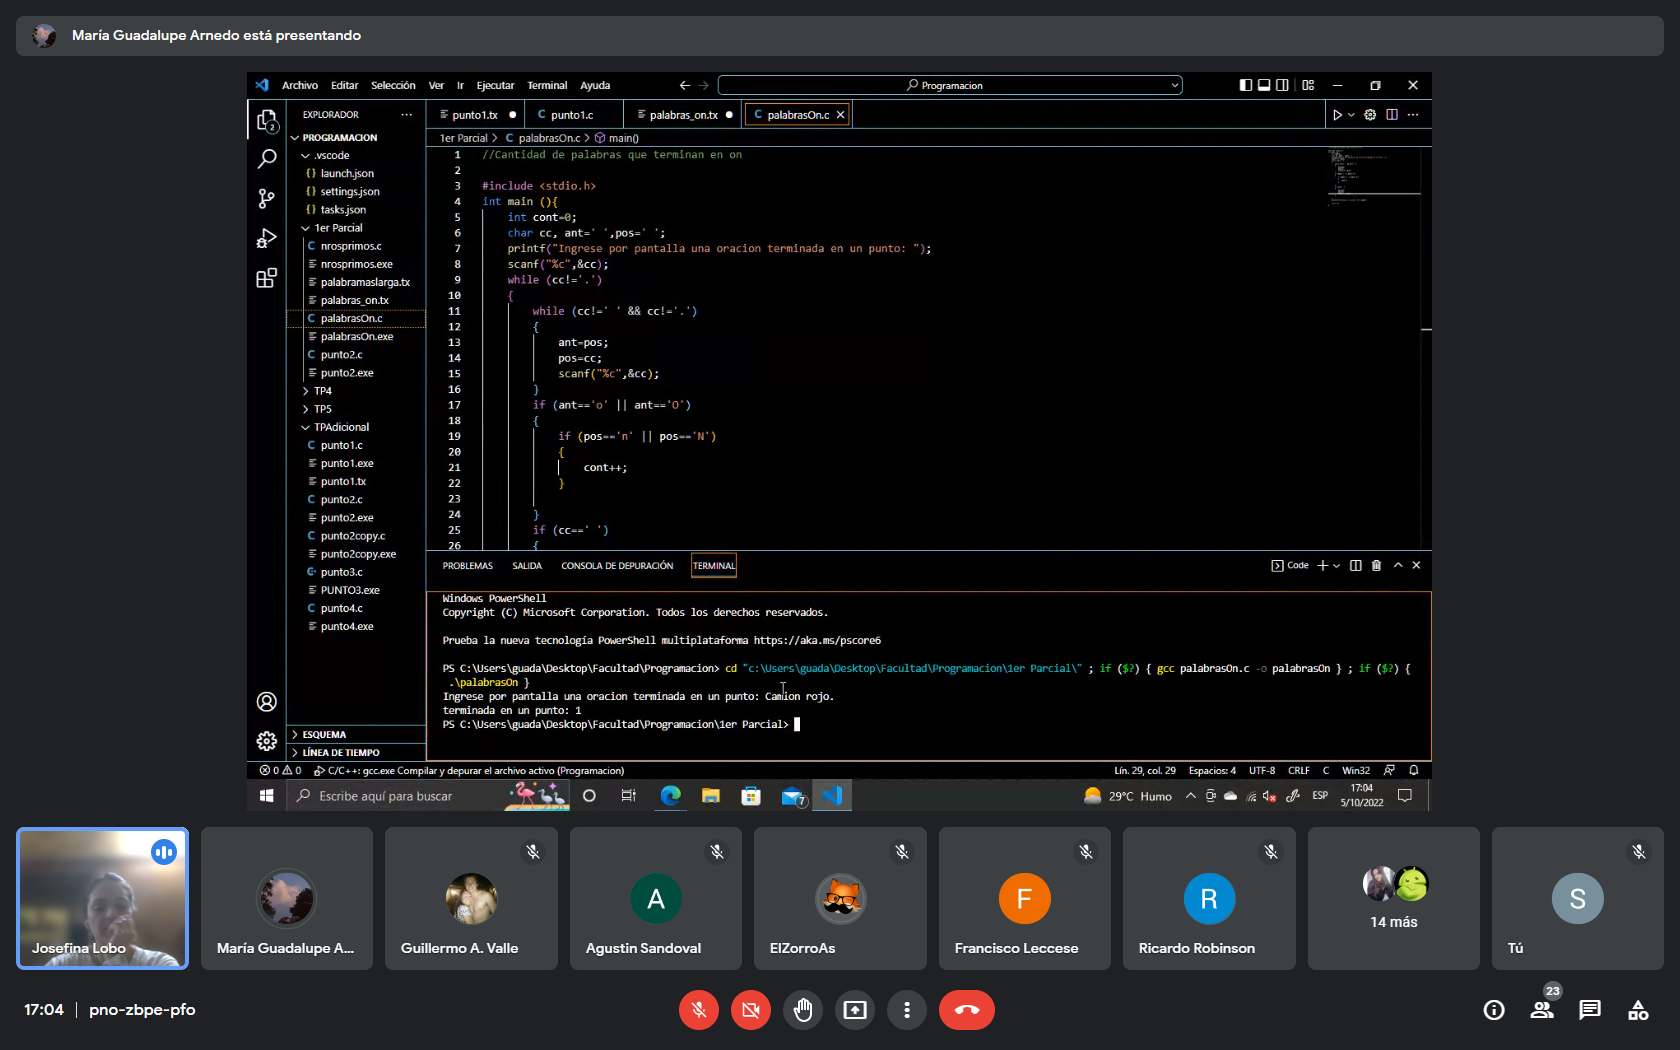 María Guadalupe Arnedo está presentando
Archivo Editar Selección Ver Ir Ejecutar Terminal Ayuda
Programacion
EXPLORADOR
PROGRAMACION
.vscode
launch.json
settings.json
tasks.json
1er Parcial
nrosprimos.c
nrosprimos.exe
palabramaslarga.tx
palabras_on.tx
palabrasOn.c
palabrasOn.exe
punto2.c
punto2.exe
TP4
TP5
TPAdicional
punto1.c
punto1.exe
punto1.tx
punto2.c
punto2.exe
punto2copy.c
punto2copy.exe
punto3.c
PUNTO3.exe
punto4.c
punto4.exe
ESQUEMA
LÍNEA DE TIEMPO
punto1.tx punto1.c palabras_on.tx palabrasOn.c
1er Parcial > palabrasOn.c > main()
1 //Cantidad de palabras que terminan en on
2
3 #include <stdio.h>
4 int main (){
5 int cont=0;
6 char cc, ant=' ',pos=' ';
7 printf("Ingrese por pantalla una oracion terminada en un punto: ");
8 scanf("%c",&cc);
9 while (cc!='.')
10 {
11 while (cc!=' ' && cc!='.')
12 {
13 ant=pos;
14 pos=cc;
15 scanf("%c",&cc);
16 }
17 if (ant=='o' || ant=='O')
18 {
19 if (pos=='n' || pos=='N')
20 {
21 cont++;
22 }
23
24 }
25 if (cc==' ')
26 {
PROBLEMAS SALIDA CONSOLA DE DEPURACIÓN TERMINAL
Code
Windows PowerShell
Copyright (C) Microsoft Corporation. Todos los derechos reservados.
Prueba la nueva tecnología PowerShell multiplataforma https://aka.ms/pscore6
PS C:\Users\guada\Desktop\Facultad\Programacion> cd "c:\Users\guada\Desktop\Facultad\Programacion\1er Parcial\" ; if ($?) { gcc palabrasOn.c -o palabrasOn } ; if ($?) {
.\palabrasOn }
Ingrese por pantalla una oracion terminada en un punto: Camion rojo.
terminada en un punto: 1
PS C:\Users\guada\Desktop\Facultad\Programacion\1er Parcial>
0 0 C/C++: gcc.exe Compilar y depurar el archivo activo (Programacion)
Lín. 29, col. 29 Espacios: 4 UTF-8 CRLF C Win32
Escribe aquí para buscar
7
29°C Humo
ESP
17:04
5/10/2022
Josefina Lobo
María Guadalupe A...
Guillermo A. Valle
A
Agustin Sandoval
ElZorroAs
F
Francisco Leccese
R
Ricardo Robinson
14 más
S
Tú
17:04 | pno-zbpe-pfo
23